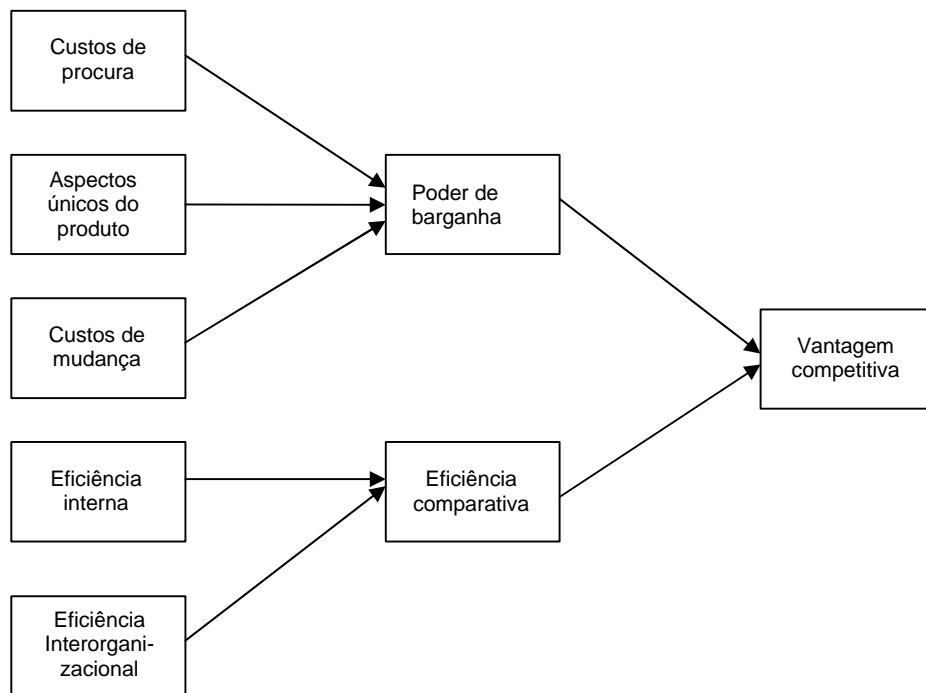 Custos de
procura
Aspectos
únicos do
produto
Custos de
mudança
Eficiência
interna
Eficiência
Interorgani-
zacional
Poder de
barganha
Eficiência
comparativa
Vantagem
competitiva